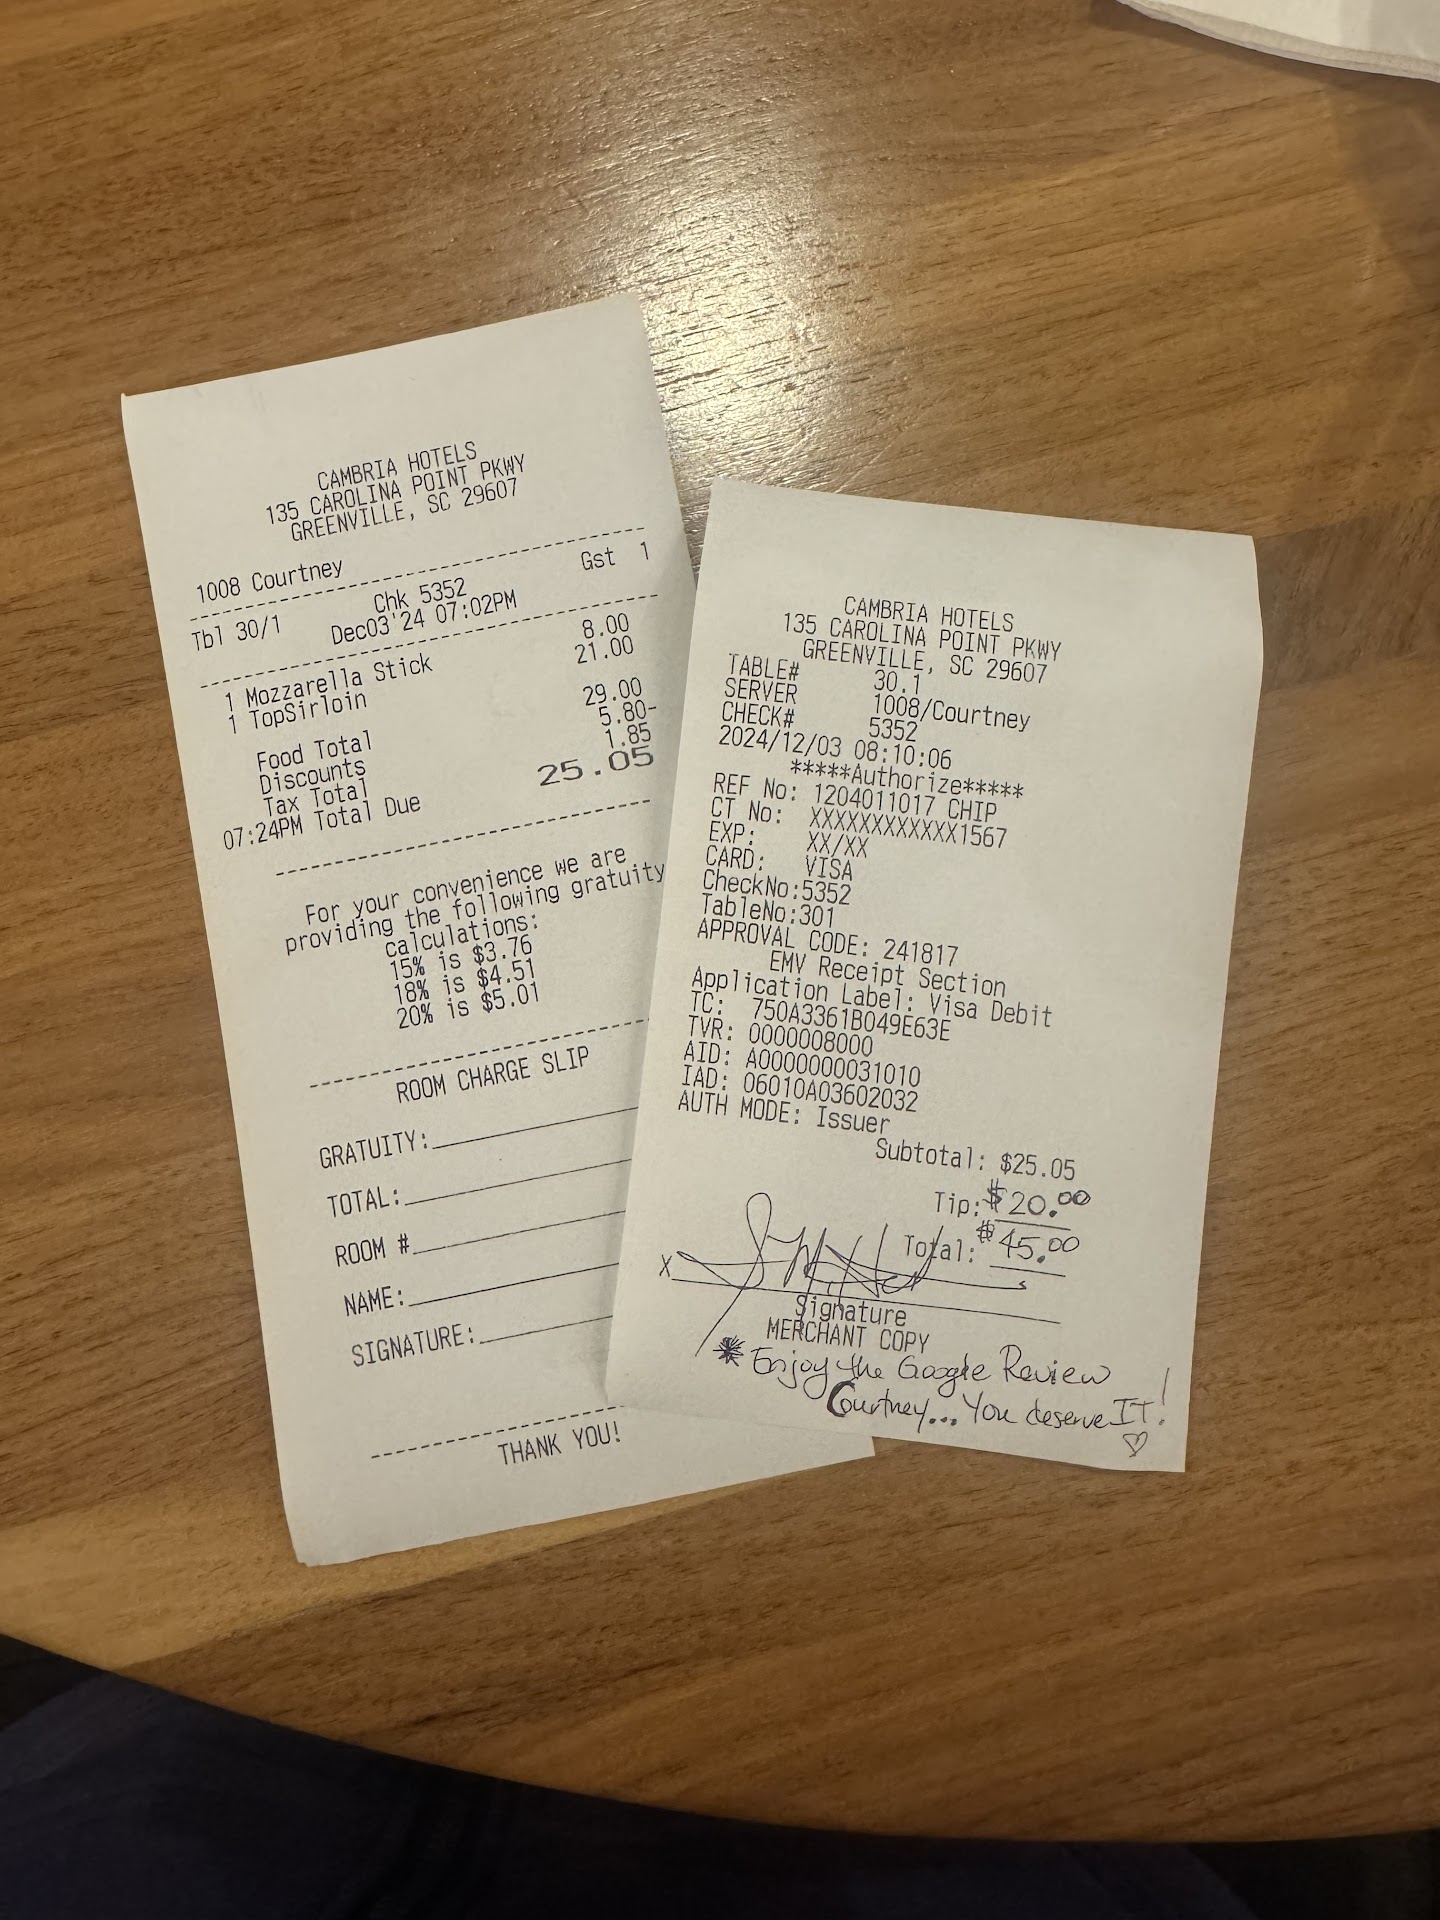 CAMBRIA HOTELS
135 CAROLINA POINT PKWY
GREENVILLE, SC 29607
1008 Courtney
Tbl 30/1 Chk 5352 Gst 1
Dec03'24 07:02PM
1 Mozzarella Stick 8.00
1 TopSirloin 21.00
Food Total 29.00
Discounts 5.80-
Tax Total 1.85
07:24PM Total Due 25.05
For your convenience we are
providing the following gratuity
calculations:
15% is $3.76
18% is $4.51
20% is $5.01
ROOM CHARGE SLIP
GRATUITY:
TOTAL:
ROOM #
NAME:
SIGNATURE:
THANK YOU!
CAMBRIA HOTELS
135 CAROLINA POINT PKWY
GREENVILLE, SC 29607
TABLE# 30.1
SERVER 1008/Courtney
CHECK# 5352
2024/12/03 08:10:06
*****Authorize*****
REF No: 1204011017 CHIP
CT No: XXXXXXXXXXXX1567
EXP: XX/XX
CARD: VISA
CheckNo:5352
TableNo:301
APPROVAL CODE: 241817
EMV Receipt Section
Application Label: Visa Debit
TC: 750A3361B049E63E
TVR: 0000008000
AID: A0000000031010
IAD: 06010A03602032
AUTH MODE: Issuer
Subtotal: $25.05
Tip: $20.00
Total: $45.00
X
Signature
MERCHANT COPY
* Enjoy the Google Review
Courtney... You deserve IT!
♡